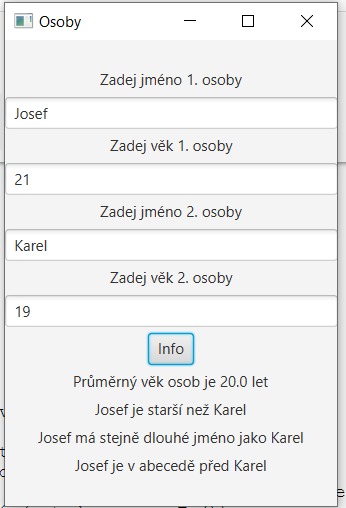 Osoby
Zadej jméno 1. osoby
Josef
Zadej věk 1. osoby
21
Zadej jméno 2. osoby
Karel
Zadej věk 2. osoby
19
Info
Průměrný věk osob je 20.0 let
Josef je starší než Karel
Josef má stejně dlouhé jméno jako Karel
Josef je v abecedě před Karel